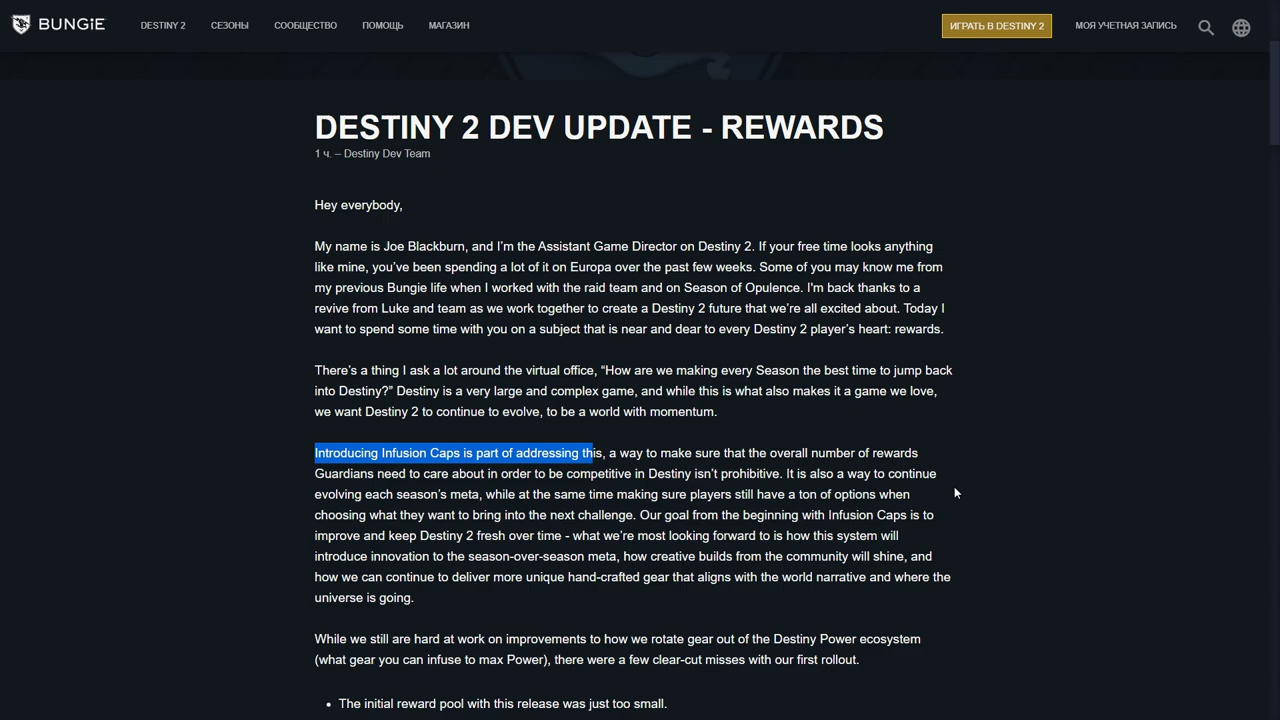 BUNGiE
DESTINY 2
СЕЗОНЫ
СООБЩЕСТВО
ПОМОЩЬ
МАГАЗИН
ИГРАТЬ В DESTINY 2
МОЯ УЧЕТНАЯ ЗАПИСЬ
DESTINY 2 DEV UPDATE - REWARDS
1 ч. – Destiny Dev Team
Hey everybody,
My name is Joe Blackburn, and I'm the Assistant Game Director on Destiny 2. If your free time looks anything
like mine, you've been spending a lot of it on Europa over the past few weeks. Some of you may know me from
my previous Bungie life when I worked with the raid team and on Season of Opulence. I'm back thanks to a
revive from Luke and team as we work together to create a Destiny 2 future that we're all excited about. Today I
want to spend some time with you on a subject that is near and dear to every Destiny 2 player's heart: rewards.
There's a thing I ask a lot around the virtual office, “How are we making every Season the best time to jump back
into Destiny?” Destiny is a very large and complex game, and while this is what also makes it a game we love,
we want Destiny 2 to continue to evolve, to be a world with momentum.
Introducing Infusion Caps is part of addressing this, a way to make sure that the overall number of rewards
Guardians need to care about in order to be competitive in Destiny isn't prohibitive. It is also a way to continue
evolving each season's meta, while at the same time making sure players still have a ton of options when
choosing what they want to bring into the next challenge. Our goal from the beginning with Infusion Caps is to
improve and keep Destiny 2 fresh over time - what we're most looking forward to is how this system will
introduce innovation to the season-over-season meta, how creative builds from the community will shine, and
how we can continue to deliver more unique hand-crafted gear that aligns with the world narrative and where the
universe is going.
While we still are hard at work on improvements to how we rotate gear out of the Destiny Power ecosystem
(what gear you can infuse to max Power), there were a few clear-cut misses with our first rollout.
• The initial reward pool with this release was just too small.